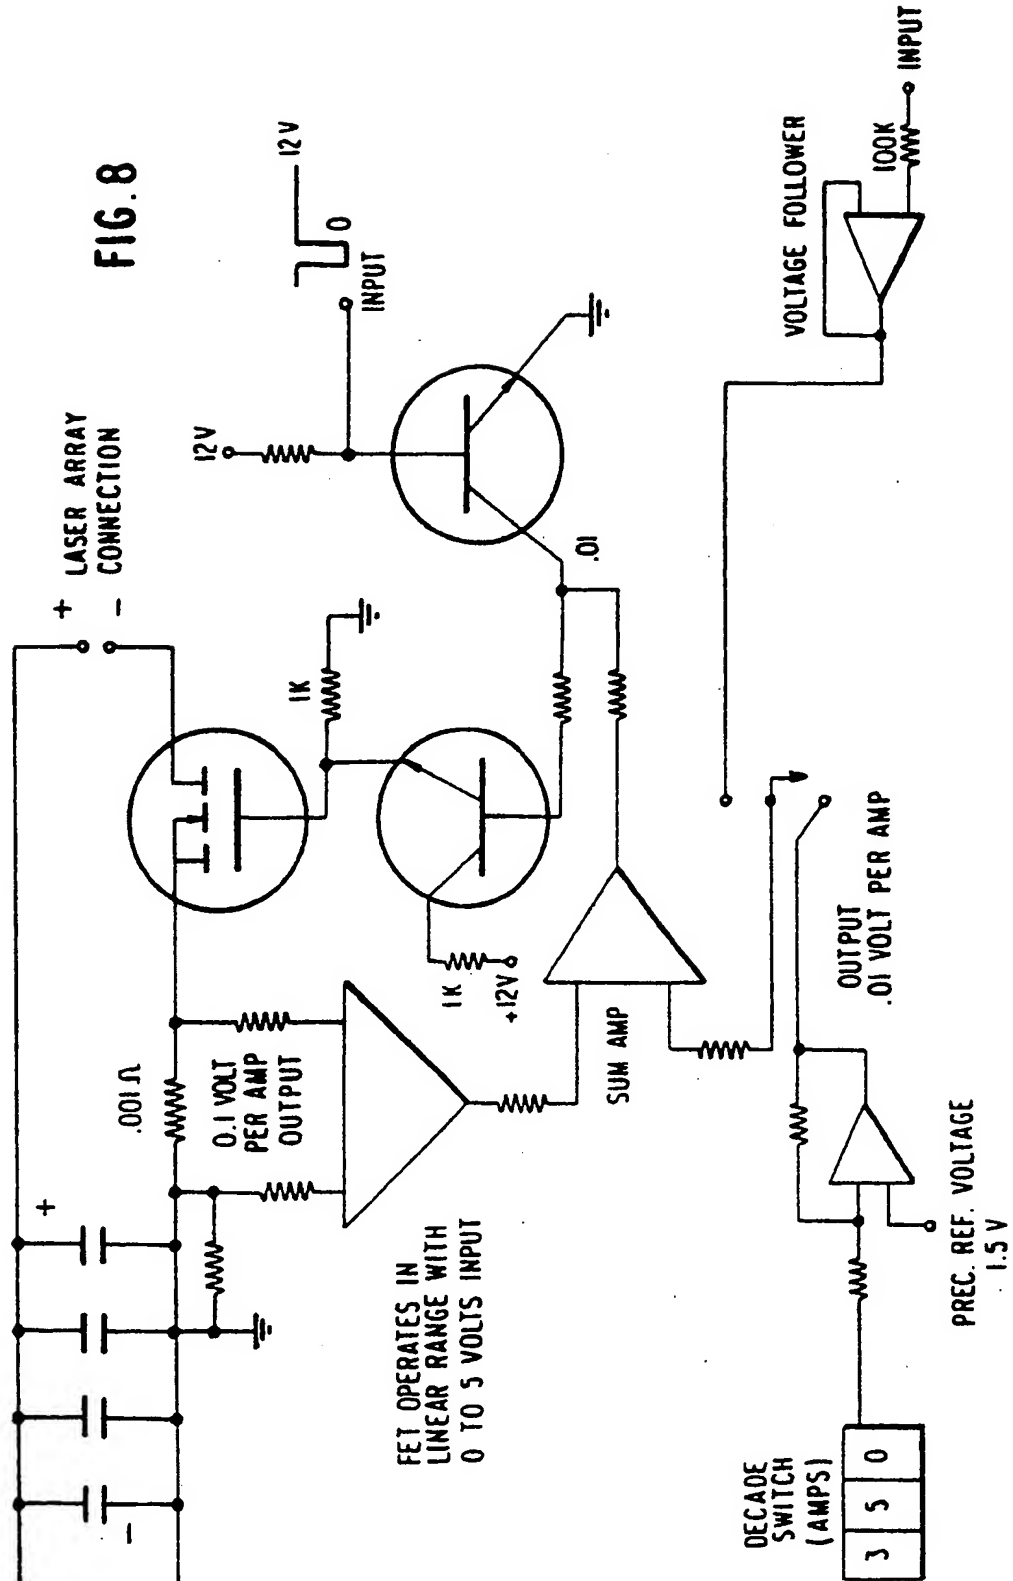 FIG. 8
+ LASER ARRAY
- CONNECTION
12V
12V
0
INPUT
.001 Ω
0.1 VOLT
PER AMP
OUTPUT
1K
1K
+12V
.01
FET OPERATES IN
LINEAR RANGE WITH
0 TO 5 VOLTS INPUT
SUM AMP
VOLTAGE FOLLOWER
100K
INPUT
OUTPUT
.01 VOLT PER AMP
DECADE
SWITCH
(AMPS)
3 5 0
PREC. REF. VOLTAGE
1.5 V
+
-